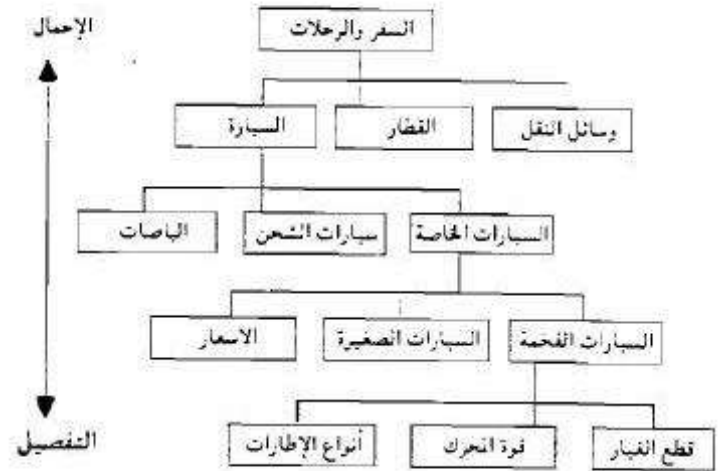 الإجمال
السفر والرحلات
وسائل النقل
القطار
السيارة
السيارات الخاصة
سيارات الشحن
الباصات
السيارات الفخمة
السيارات الصغيرة
الاسعار
التفصيل
قطع الغيار
قوة المحرك
أنواع الإطارات